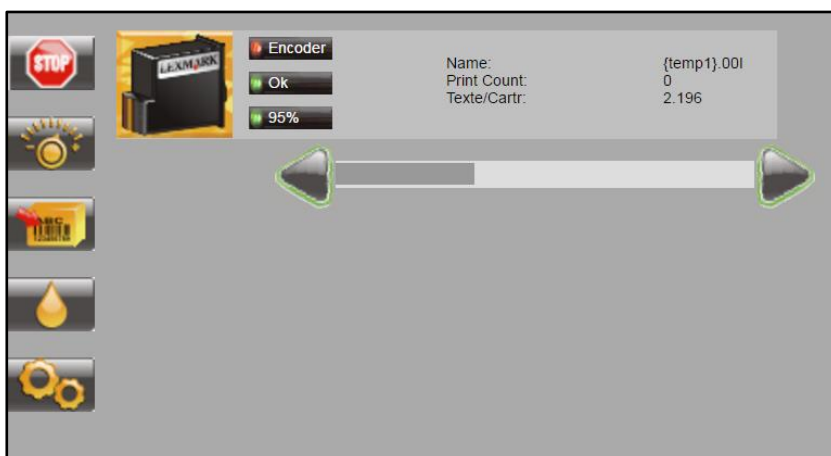 STOP
LEXMARK
Encoder
Ok
95%
Name: {temp1}.00l
Print Count: 0
Texte/Cartr: 2.196
ABC